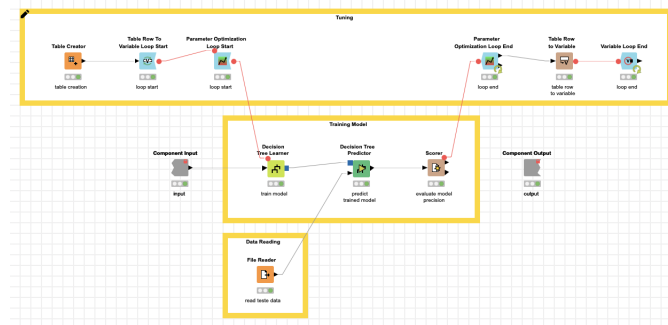 Tuning
Table Creator
table creation
Table Row To
Variable Loop Start
loop start
Parameter Optimization
Loop Start
loop start
Parameter
Optimization Loop End
loop end
Table Row
to Variable
table row
to variable
Variable Loop End
loop end
Training Model
Component Input
input
Decision
Tree Learner
train model
Decision Tree
Predictor
predict
trained model
Scorer
evaluate model
precision
Component Output
output
Data Reading
File Reader
read teste data